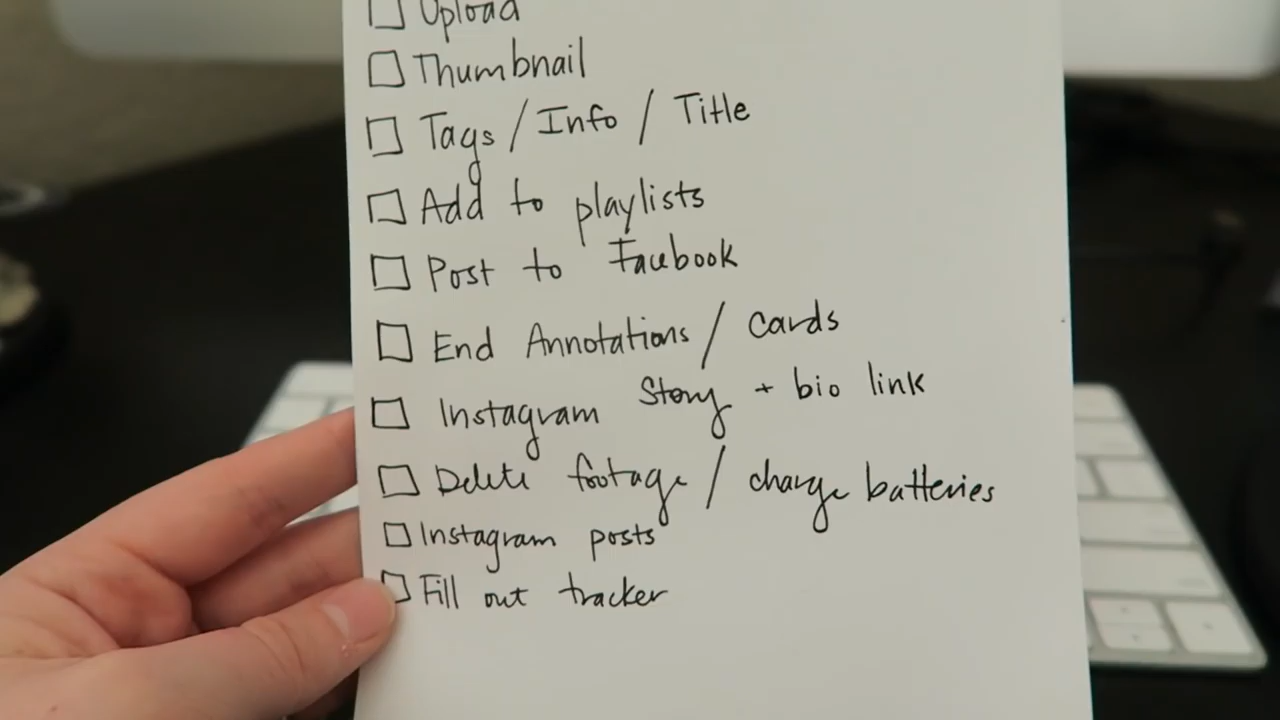 Upload
Thumbnail
Tags / Info / Title
Add to playlists
Post to Facebook
End Annotations / cards
Instagram Story + bio link
Delete footage / charge batteries
Instagram posts
Fill out tracker